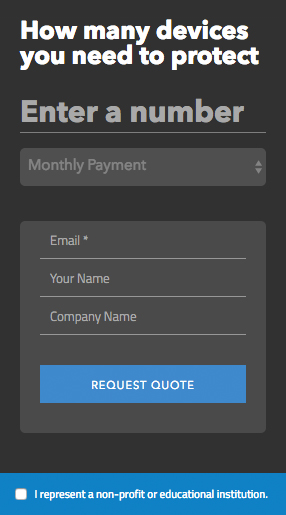 How many devices
you need to protect
Enter a number
Monthly Payment
Email *
Your Name
Company Name
REQUEST QUOTE
I represent a non-profit or educational institution.